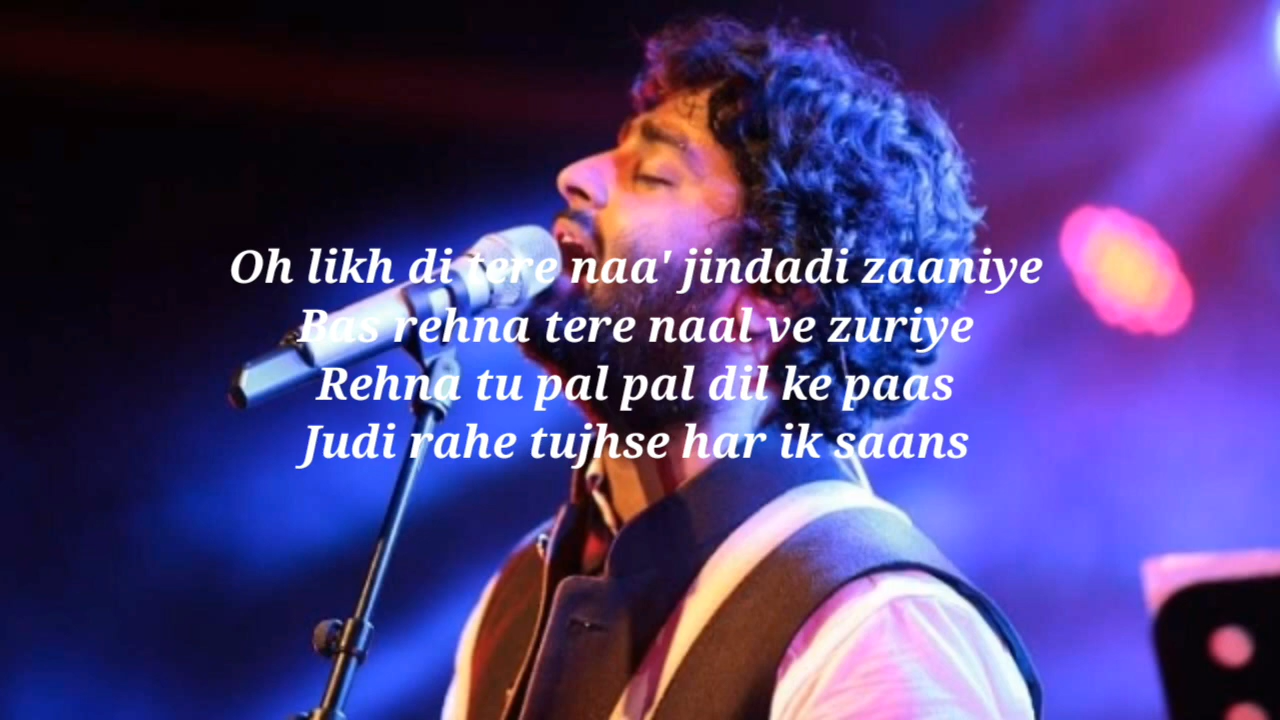 Oh likh di tere naa' jindadi zaaniye
Bas rehna tere naal ve zuriye
Rehna tu pal pal dil ke paas
Judi rahe tujhse har ik saans